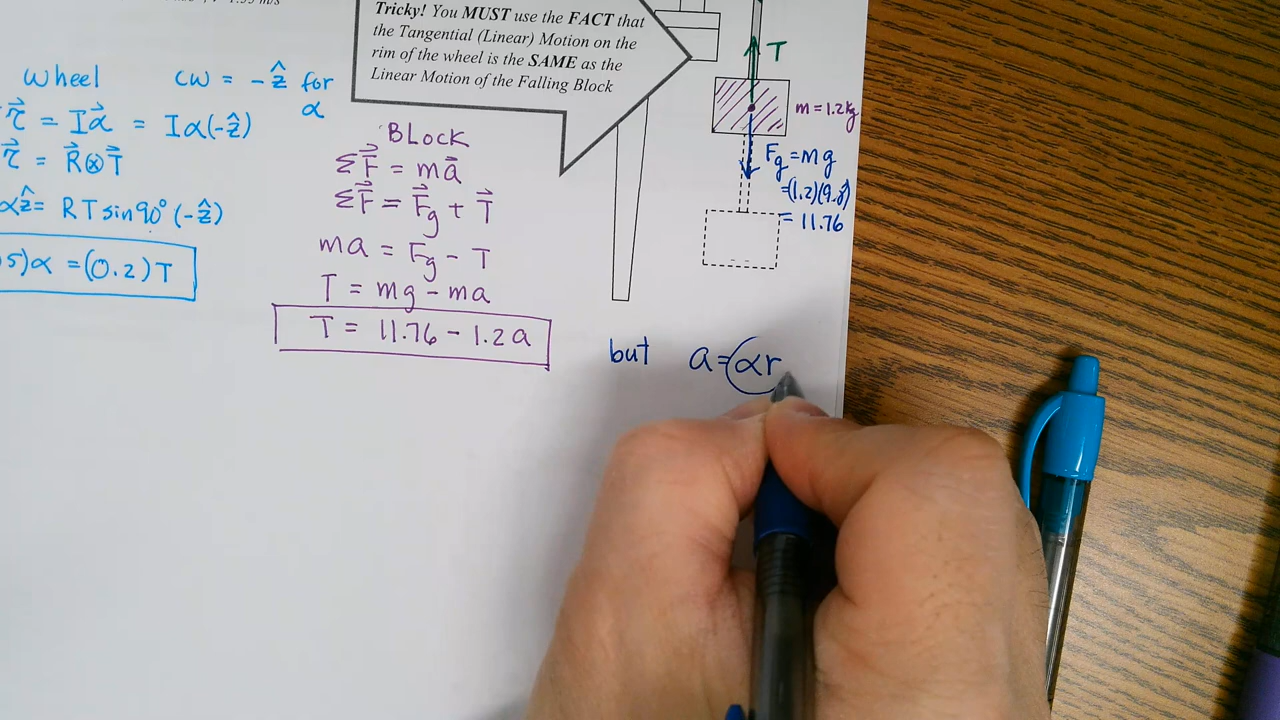 Tricky! You MUST use the FACT that
the Tangential (Linear) Motion on the
rim of the wheel is the SAME as the
Linear Motion of the Falling Block
Wheel CW = -ẑ for α
τ⃗ = Iα⃗ = Iα(-ẑ)
τ⃗ = R⃗⊗T⃗
αẑ = RTsin90°(-ẑ)
5)α = (0.2)T
BLOCK
ΣF⃗ = ma⃗
ΣF⃗ = F⃗g + T⃗
ma = Fg - T
T = mg - ma
T = 11.76 - 1.2a
T
m = 1.2kg
Fg = mg
=(1.2)(9.8)
= 11.76
but a = αr